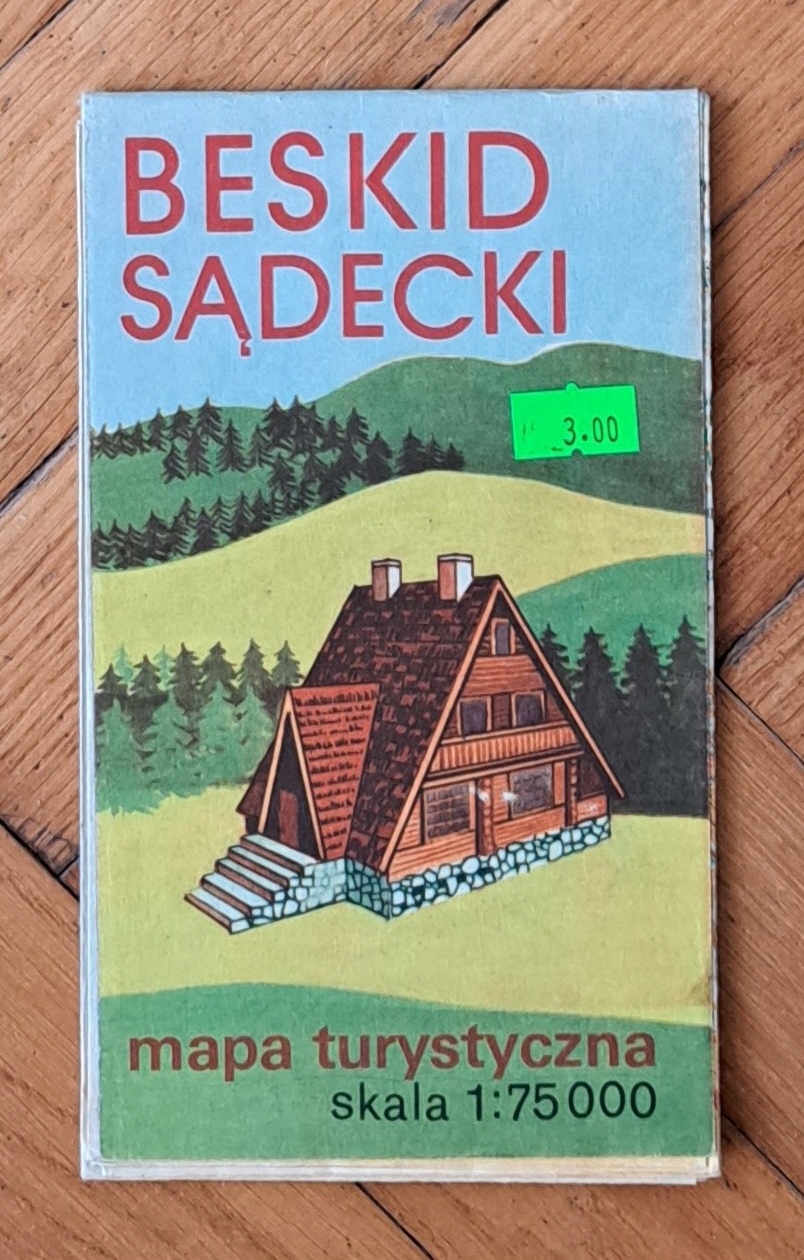 BESKID
SĄDECKI
3.00
mapa turystyczna
skala 1:75 000